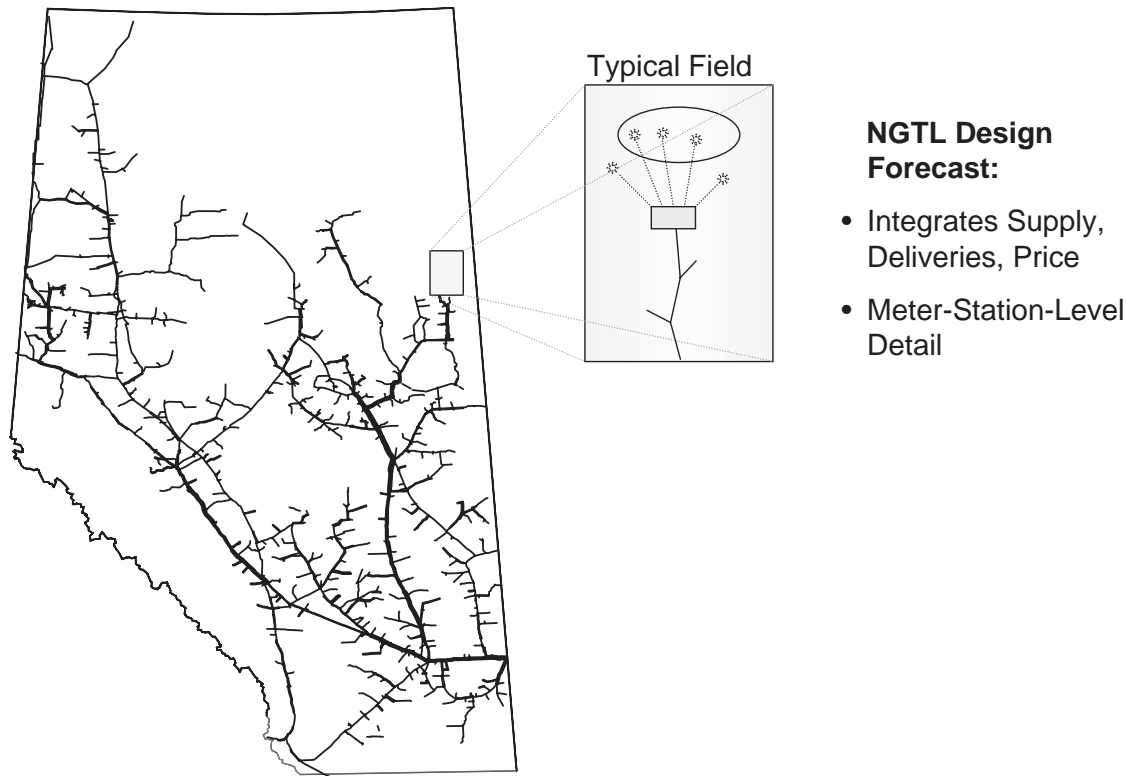 Typical Field
NGTL Design
Forecast:
• Integrates Supply,
Deliveries, Price
• Meter-Station-Level
Detail